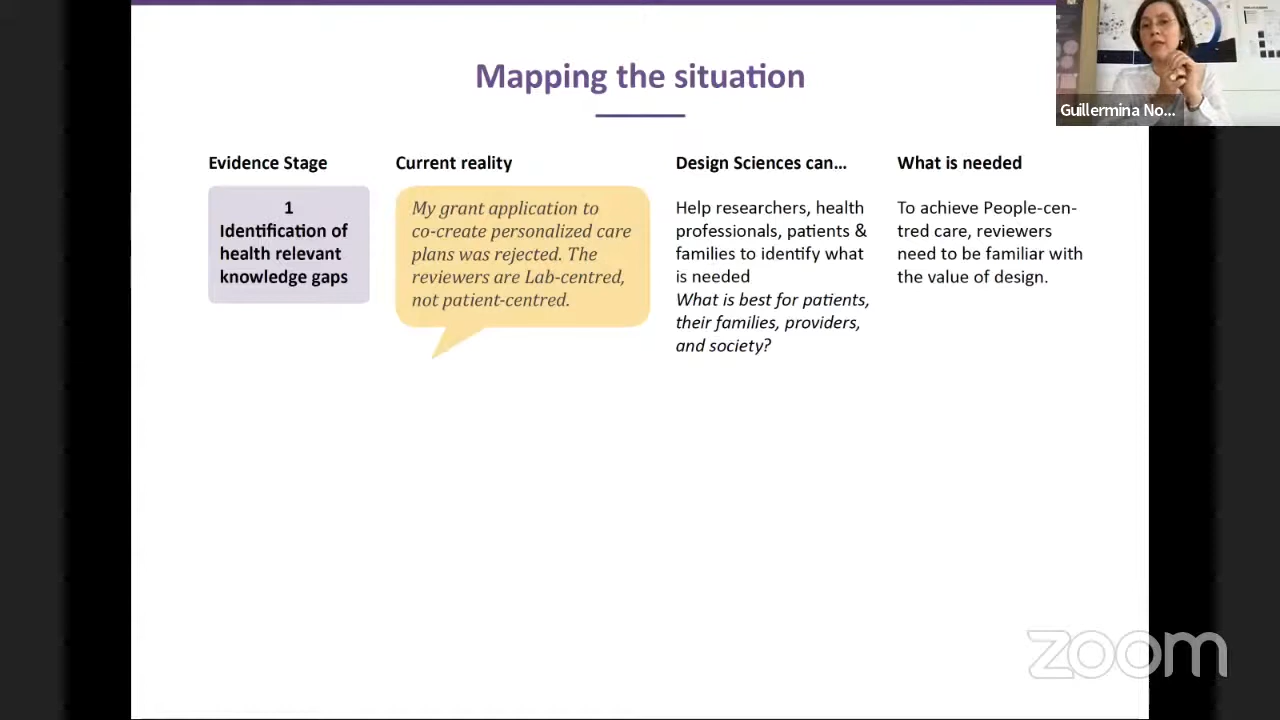 Mapping the situation
Guillermina No...
Evidence Stage
1
Identification of
health relevant
knowledge gaps
Current reality
My grant application to
co-create personalized care
plans was rejected. The
reviewers are Lab-centred,
not patient-centred.
Design Sciences can...
Help researchers, health
professionals, patients &
families to identify what
is needed
What is best for patients,
their families, providers,
and society?
What is needed
To achieve People-cen-
tred care, reviewers
need to be familiar with
the value of design.
zoom